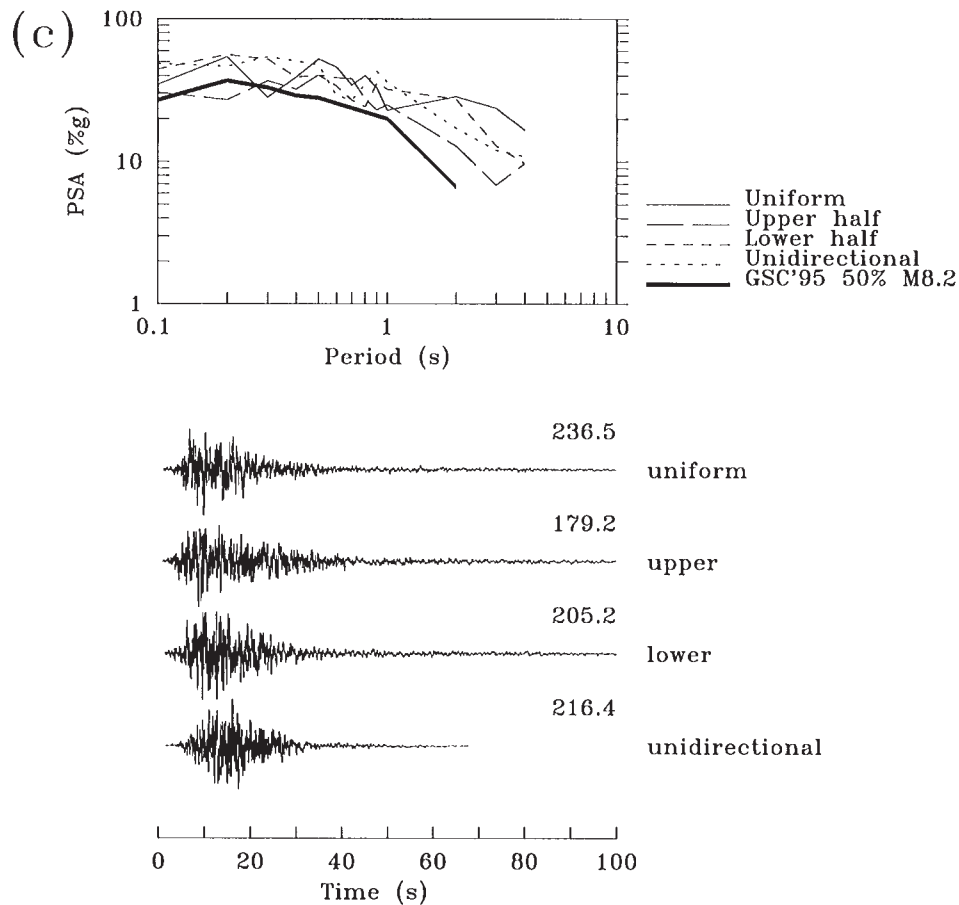 (c)
100
10
1
PSA (%g)
0.1 1 10
Period (s)
Uniform
Upper half
Lower half
Unidirectional
GSC'95 50% M8.2
236.5
uniform
179.2
upper
205.2
lower
216.4
unidirectional
0 20 40 60 80 100
Time (s)